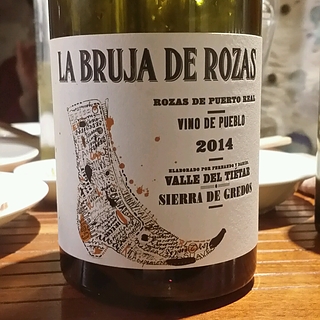 LA BRUJA DE ROZAS
ROZAS DE PUERTO REAL
VINO DE PUEBLO
2014
ELABORADO POR FERNANDO Y DANIEL
VALLE DEL TIÉTAR
SIERRA DE GREDOS